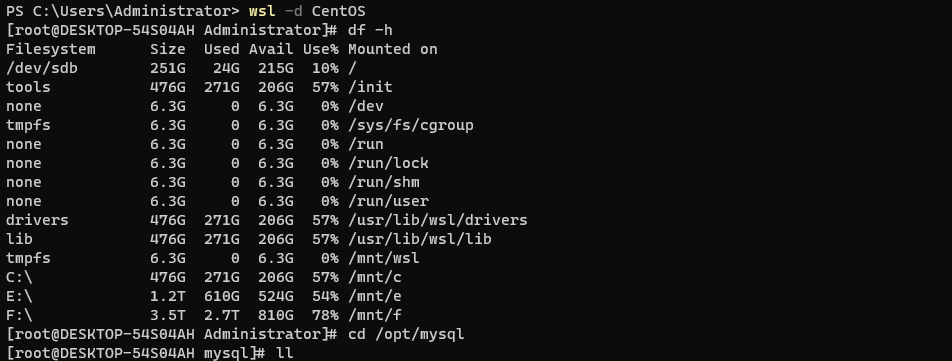 PS C:\Users\Administrator> wsl -d CentOS
[root@DESKTOP-54S04AH Administrator]# df -h
Filesystem      Size  Used Avail Use% Mounted on
/dev/sdb        251G   24G  215G  10% /
tools           476G  271G  206G  57% /init
none            6.3G     0  6.3G   0% /dev
tmpfs           6.3G     0  6.3G   0% /sys/fs/cgroup
none            6.3G     0  6.3G   0% /run
none            6.3G     0  6.3G   0% /run/lock
none            6.3G     0  6.3G   0% /run/shm
none            6.3G     0  6.3G   0% /run/user
drivers         476G  271G  206G  57% /usr/lib/wsl/drivers
lib             476G  271G  206G  57% /usr/lib/wsl/lib
tmpfs           6.3G     0  6.3G   0% /mnt/wsl
C:\             476G  271G  206G  57% /mnt/c
E:\             1.2T  610G  524G  54% /mnt/e
F:\             3.5T  2.7T  810G  78% /mnt/f
[root@DESKTOP-54S04AH Administrator]# cd /opt/mysql
[root@DESKTOP-54S04AH mysql]# ll